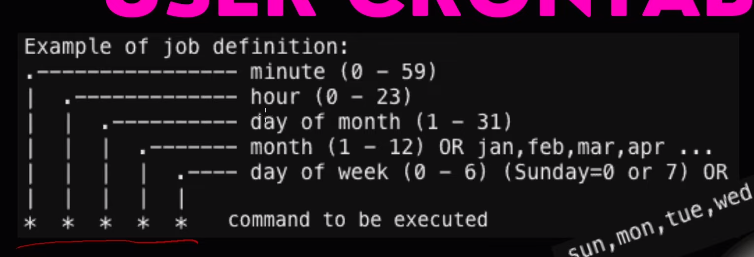 USER CRONTAB
Example of job definition:
.---------------- minute (0 - 59)
|  .------------- hour (0 - 23)
|  |  .---------- day of month (1 - 31)
|  |  |  .------- month (1 - 12) OR jan,feb,mar,apr ...
|  |  |  |  .---- day of week (0 - 6) (Sunday=0 or 7) OR
|  |  |  |  |
*  *  *  *  *   command to be executed
sun,mon,tue,wed